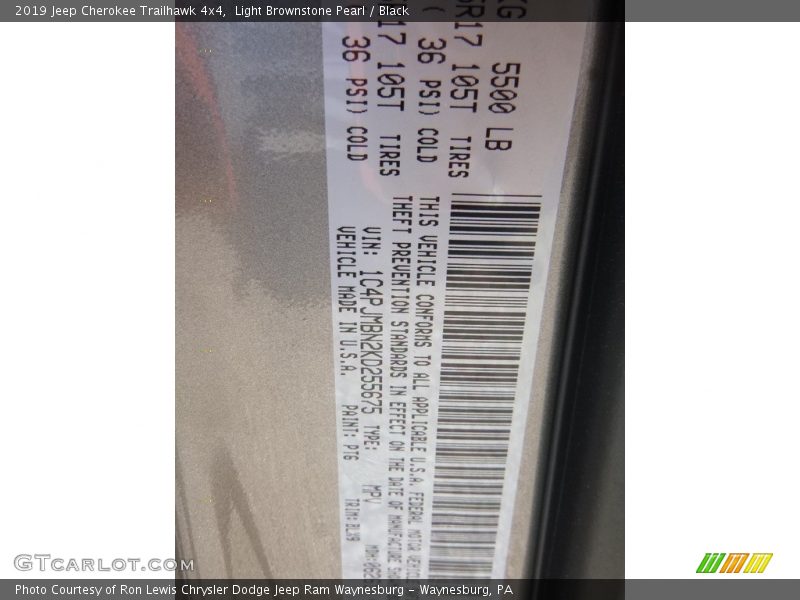 2019 Jeep Cherokee Trailhawk 4x4, Light Brownstone Pearl / Black
5500 LB
R17 105T TIRES
36 PSI) COLD
17 105T TIRES
36 PSI) COLD
THIS VEHICLE CONFORMS TO ALL APPLICABLE U.S.A. FEDERAL MOTOR
THEFT PREVENTION STANDARDS IN EFFECT ON THE DATE OF MANUFACTURE
VIN: 1C4PJMBN2KD255675 TYPE: MPV
VEHICLE MADE IN U.S.A. PAINT: PTG TRIM:
GTCARLOT.COM
Photo Courtesy of Ron Lewis Chrysler Dodge Jeep Ram Waynesburg – Waynesburg, PA